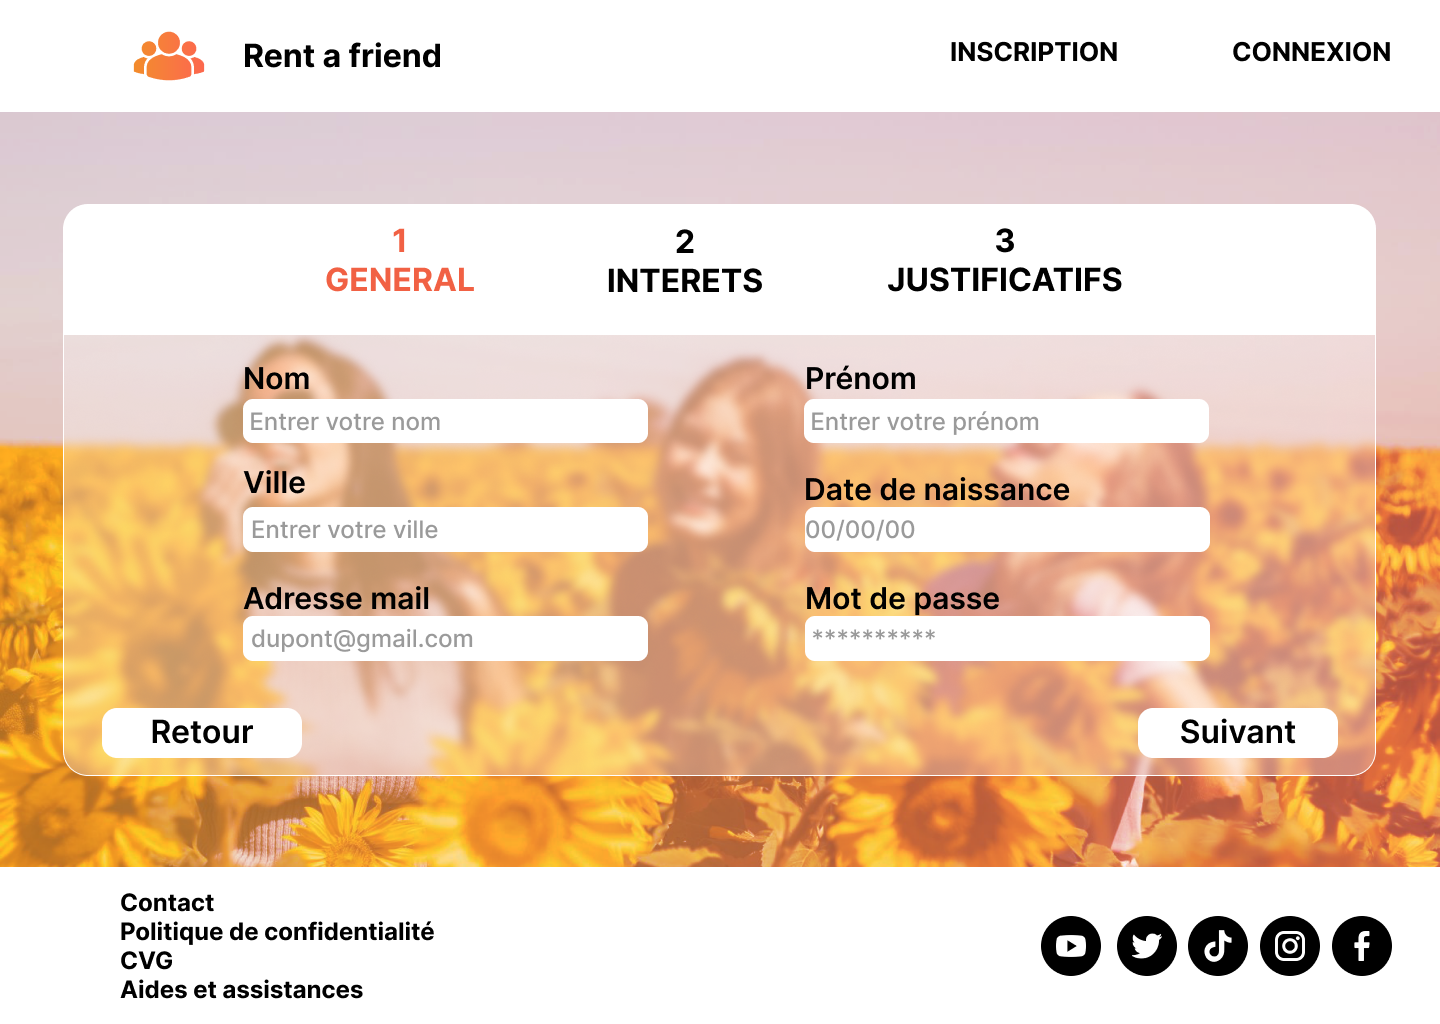 Rent a friend
INSCRIPTION
CONNEXION
1
GENERAL
2
INTERETS
3
JUSTIFICATIFS
Nom
Entrer votre nom
Prénom
Entrer votre prénom
Ville
Entrer votre ville
Date de naissance
00/00/00
Adresse mail
dupont@gmail.com
Mot de passe
**********
Retour
Suivant
Contact
Politique de confidentialité
CVG
Aides et assistances